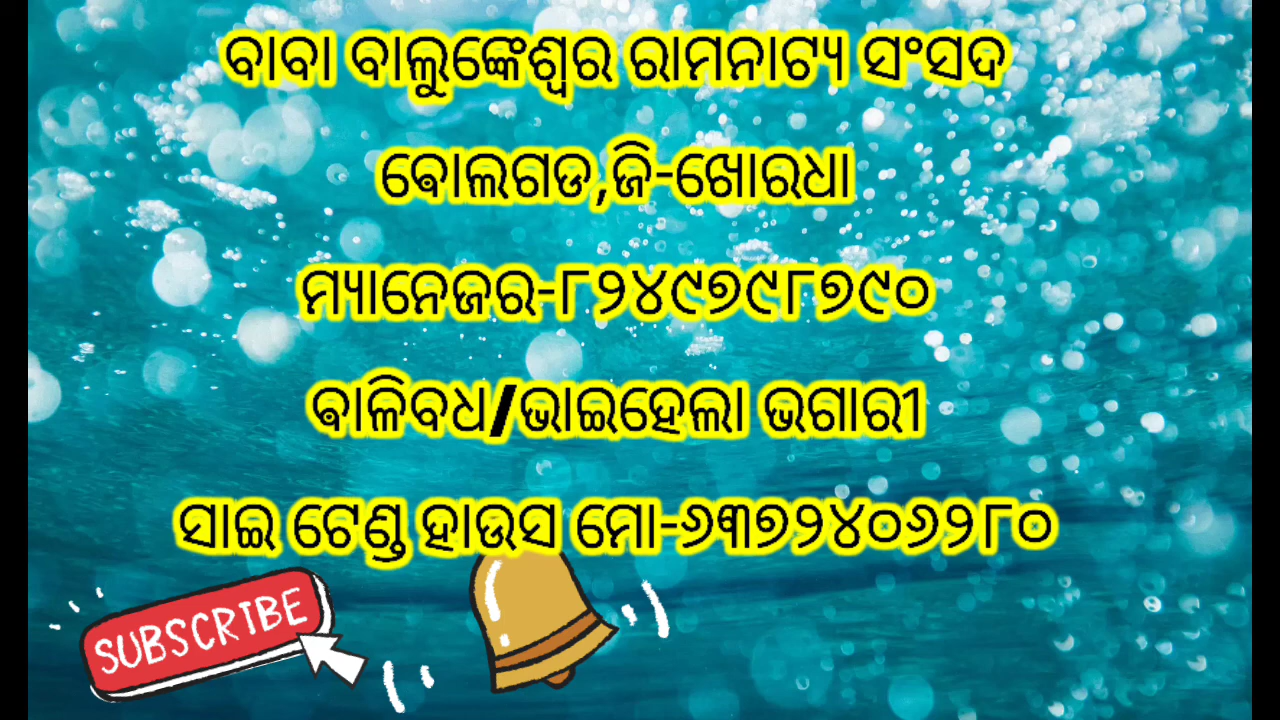 ବାବା ବାଲୁଙ୍କେଶ୍ୱର ରାମନାଟ୍ୟ ସଂସଦ
ବୋଲଗଡ,ଜି-ଖୋରଧା
ମ୍ୟାନେଜର-୮୨୪୯୭୯୮୭୯୦
ଵାଳିବଧ/ଭାଇହେଲା ଭଗାରୀ
ସାଇ ଟେଣ୍ଡ ହାଉସ ମୋ-୬୩୭୨୪୦୬୨୮୦
SUBSCRIBE